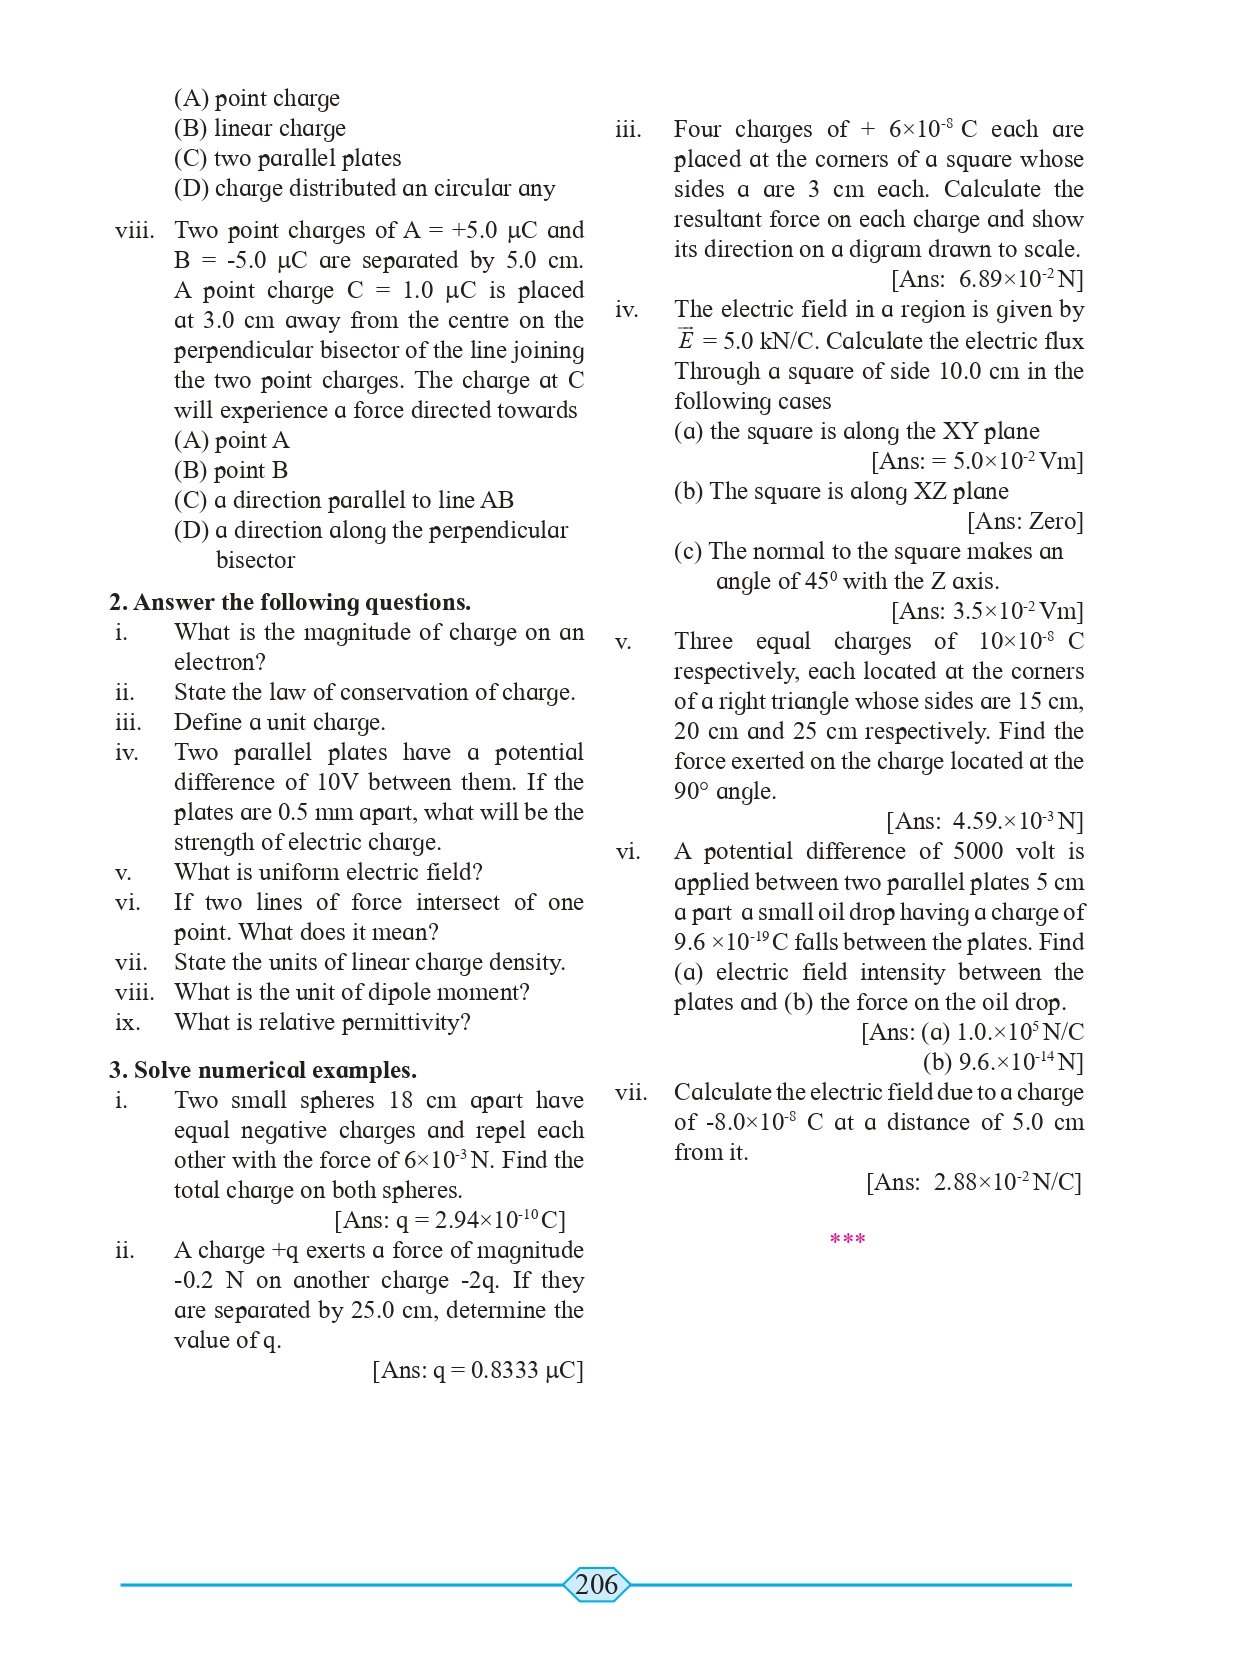 (A) point charge
(B) linear charge
(C) two parallel plates
(D) charge distributed an circular any
viii. Two point charges of A = +5.0 μC and
B = -5.0 μC are separated by 5.0 cm.
A point charge C = 1.0 μC is placed
at 3.0 cm away from the centre on the
perpendicular bisector of the line joining
the two point charges. The charge at C
will experience a force directed towards
(A) point A
(B) point B
(C) a direction parallel to line AB
(D) a direction along the perpendicular
bisector
2. Answer the following questions.
i. What is the magnitude of charge on an
electron?
ii. State the law of conservation of charge.
iii. Define a unit charge.
iv. Two parallel plates have a potential
difference of 10V between them. If the
plates are 0.5 mm apart, what will be the
strength of electric charge.
v. What is uniform electric field?
vi. If two lines of force intersect of one
point. What does it mean?
vii. State the units of linear charge density.
viii. What is the unit of dipole moment?
ix. What is relative permittivity?
3. Solve numerical examples.
i. Two small spheres 18 cm apart have
equal negative charges and repel each
other with the force of 6×10⁻³ N. Find the
total charge on both spheres.
[Ans: q = 2.94×10⁻¹⁰ C]
ii. A charge +q exerts a force of magnitude
-0.2 N on another charge -2q. If they
are separated by 25.0 cm, determine the
value of q.
[Ans: q = 0.8333 μC]
iii. Four charges of + 6×10⁻⁸ C each are
placed at the corners of a square whose
sides a are 3 cm each. Calculate the
resultant force on each charge and show
its direction on a digram drawn to scale.
[Ans: 6.89×10⁻² N]
iv. The electric field in a region is given by
E⃗ = 5.0 kN/C. Calculate the electric flux
Through a square of side 10.0 cm in the
following cases
(a) the square is along the XY plane
[Ans: = 5.0×10⁻² Vm]
(b) The square is along XZ plane
[Ans: Zero]
(c) The normal to the square makes an
angle of 45⁰ with the Z axis.
[Ans: 3.5×10⁻² Vm]
v. Three equal charges of 10×10⁻⁸ C
respectively, each located at the corners
of a right triangle whose sides are 15 cm,
20 cm and 25 cm respectively. Find the
force exerted on the charge located at the
90° angle.
[Ans: 4.59.×10⁻³ N]
vi. A potential difference of 5000 volt is
applied between two parallel plates 5 cm
a part a small oil drop having a charge of
9.6 ×10⁻¹⁹ C falls between the plates. Find
(a) electric field intensity between the
plates and (b) the force on the oil drop.
[Ans: (a) 1.0.×10⁵ N/C
(b) 9.6.×10⁻¹⁴ N]
vii. Calculate the electric field due to a charge
of -8.0×10⁻⁸ C at a distance of 5.0 cm
from it.
[Ans: 2.88×10⁻² N/C]
***
206